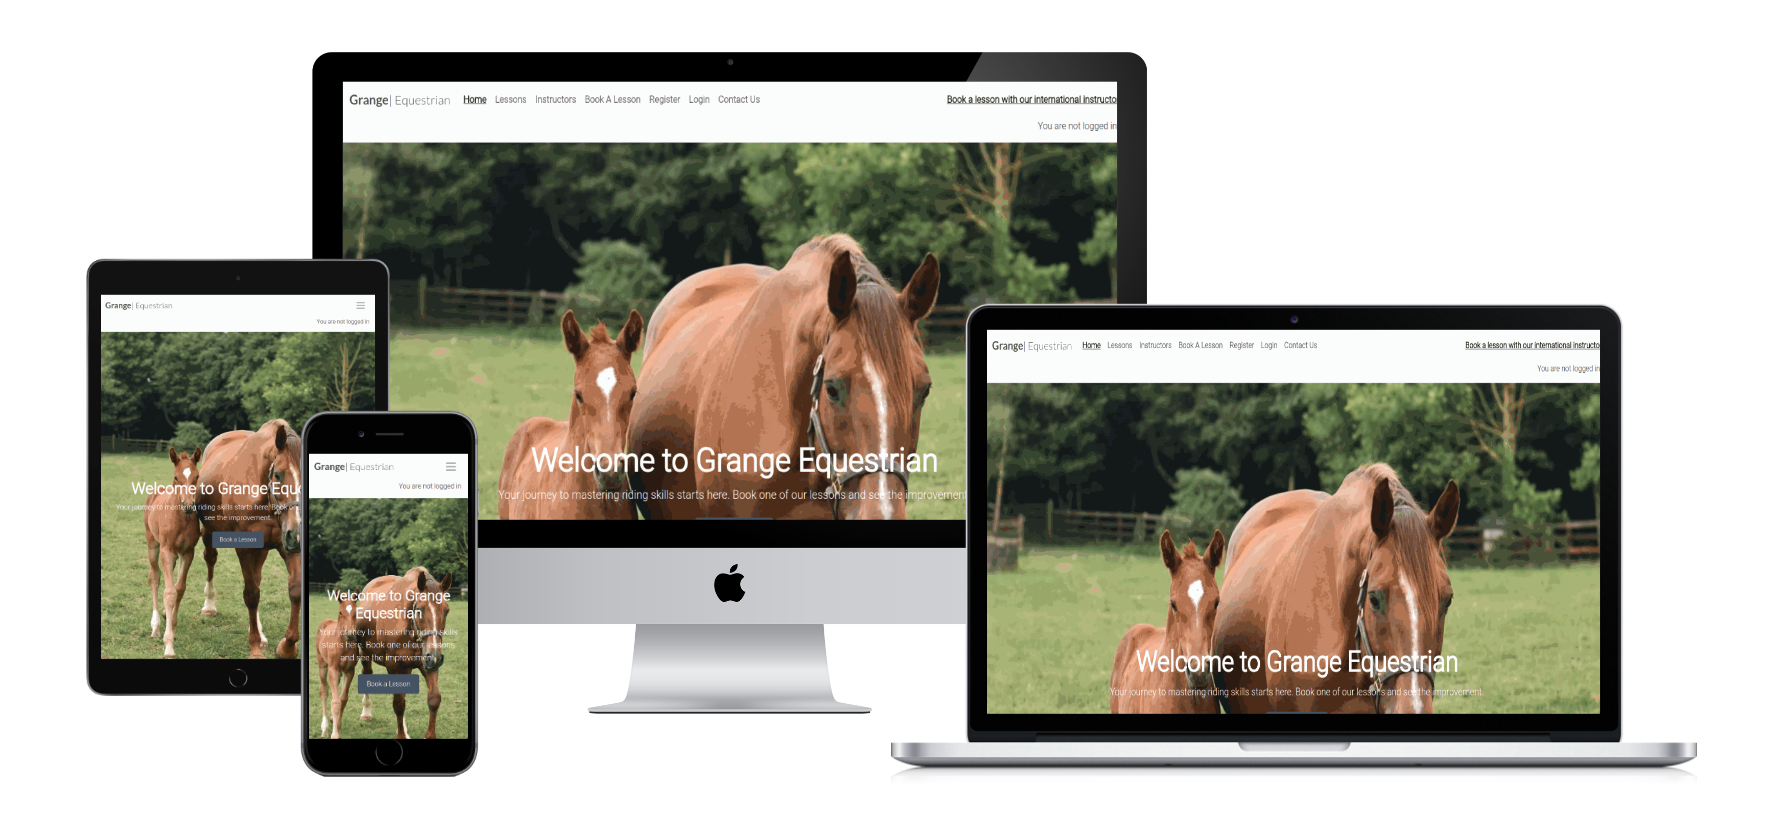 Grange| Equestrian Home Lessons Instructors Book A Lesson Register Login Contact Us Book a lesson with our international instructo
You are not logged in
Welcome to Grange Equestrian
Your journey to mastering riding skills starts here. Book one of our lessons and see the improvement
Grange| Equestrian
You are not logged in
Welcome to Grange Equ
Your journey to mastering riding skills starts here. Book
see the improvement.
Book a Lesson
Grange| Equestrian
You are not logged in
Welcome to Grange
Equestrian
Your journey to mastering riding skills
starts here. Book one of our lessons
and see the improvement.
Book a Lesson
Grange| Equestrian Home Lessons Instructors Book A Lesson Register Login Contact Us Book a lesson with our international instructo
You are not logged in
Welcome to Grange Equestrian
Your journey to mastering riding skills starts here. Book one of our lessons and see the improvement.